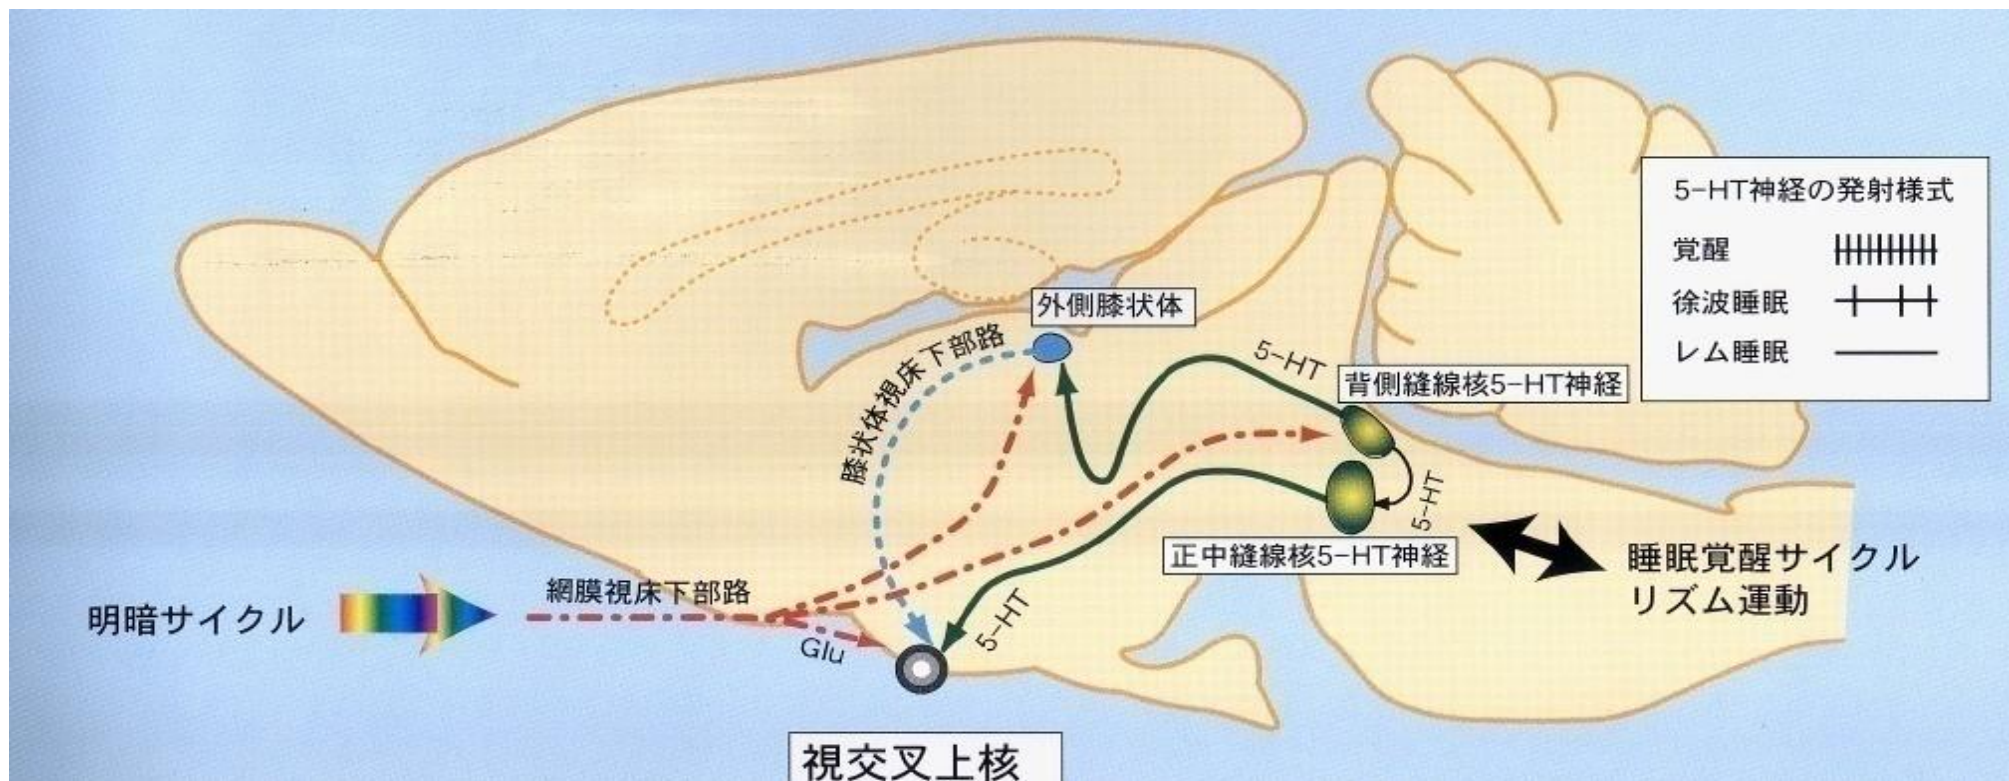 5-HT神経の発射様式
覚醒
徐波睡眠
レム睡眠
外側膝状体
膝状体視床下部路
5-HT
背側縫線核5-HT神経
5-HT
正中縫線核5-HT神経
睡眠覚醒サイクル
リズム運動
明暗サイクル
網膜視床下部路
Glu
5-HT
視交叉上核